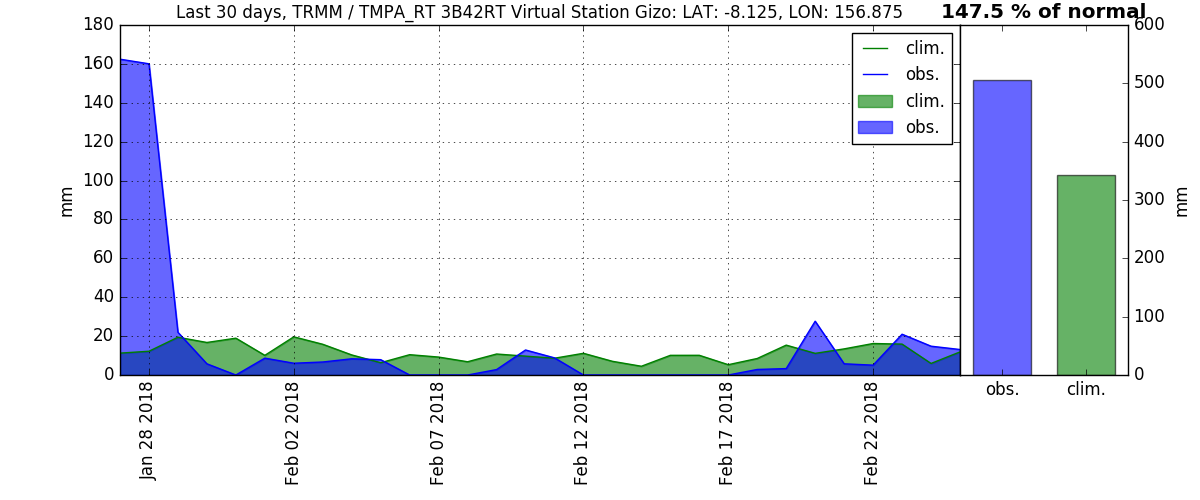 Last 30 days, TRMM / TMPA_RT 3B42RT Virtual Station Gizo: LAT: -8.125, LON: 156.875
147.5 % of normal
180
160
140
120
100
80
60
40
20
0
mm
clim.
obs.
clim.
obs.
Jan 28 2018
Feb 02 2018
Feb 07 2018
Feb 12 2018
Feb 17 2018
Feb 22 2018
600
500
400
300
200
100
0
mm
obs.
clim.